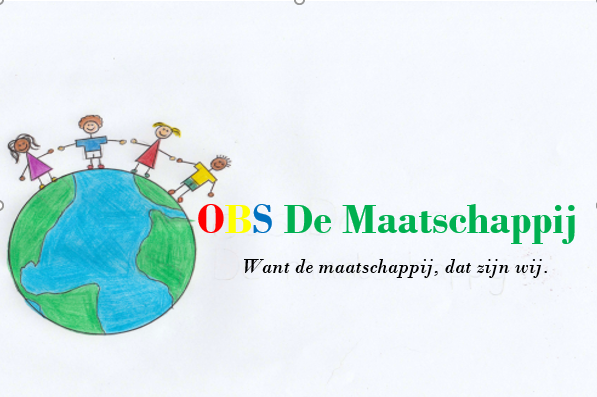 OBS De Maatschappij
Want de maatschappij, dat zijn wij.